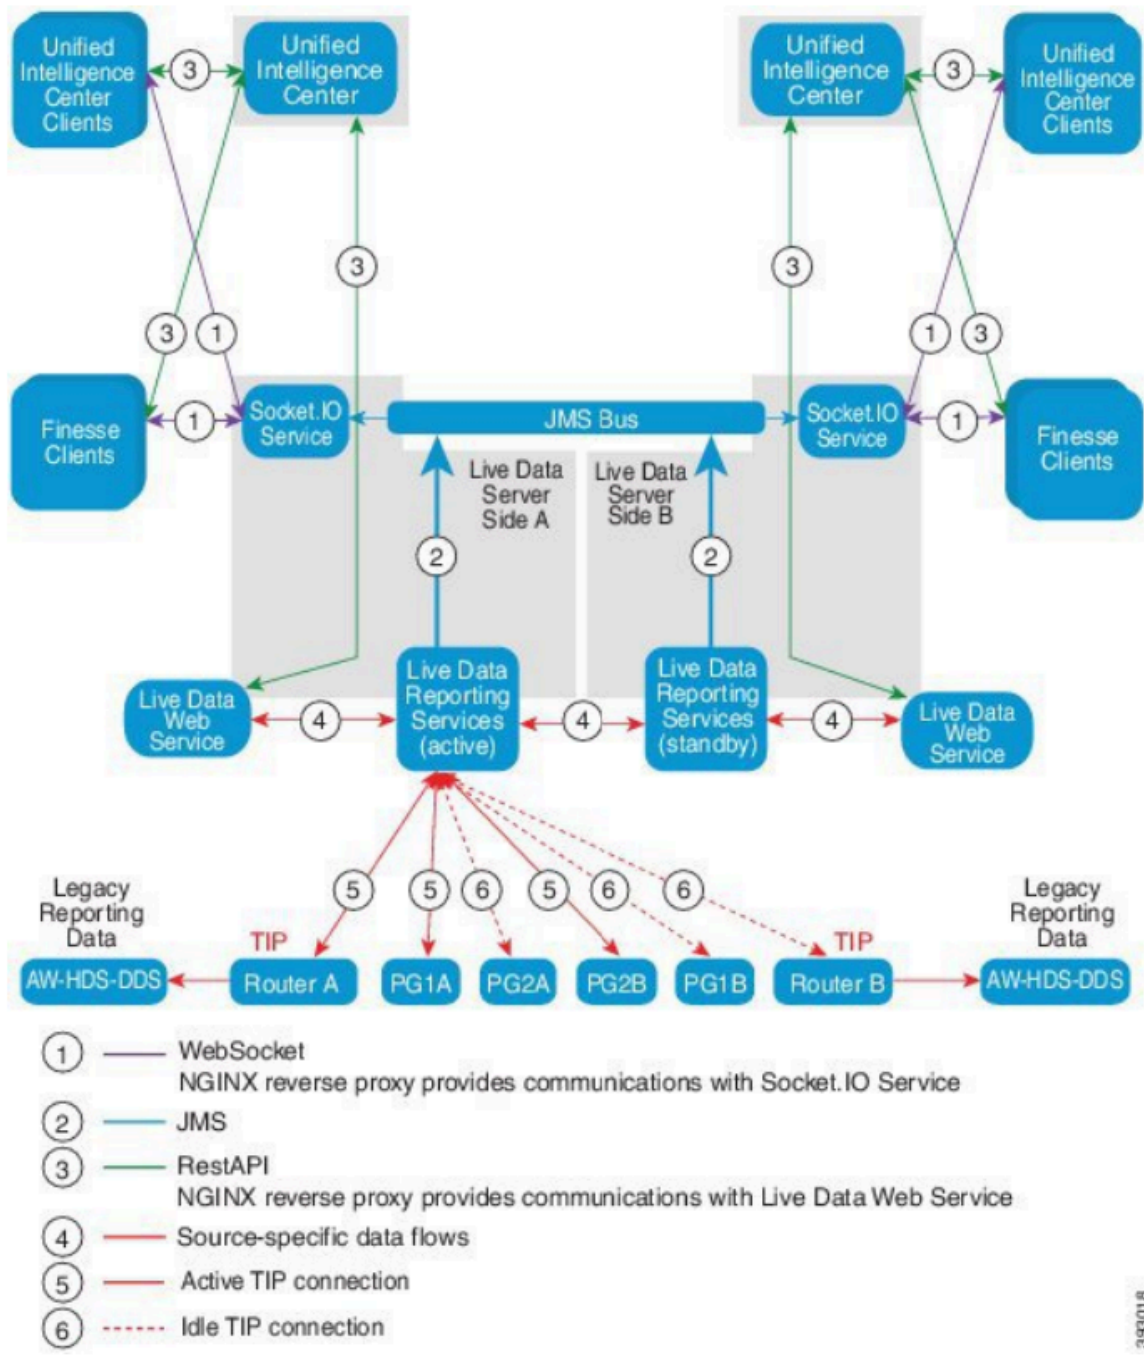 Unified
Intelligence
Center
Clients
3
Unified
Intelligence
Center
Unified
Intelligence
Center
3
Unified
Intelligence
Center
Clients
3
3
3
1
1
3
Finesse
Clients
1
Socket.IO
Service
JMS Bus
Socket.IO
Service
1
Finesse
Clients
Live Data
Server
Side A
Live Data
Server
Side B
2
2
Live Data
Web
Service
4
Live Data
Reporting
Services
(active)
4
Live Data
Reporting
Services
(standby)
4
Live Data
Web
Service
5
5
6
5
6
6
Legacy
Reporting
Data
TIP
TIP
Legacy
Reporting
Data
AW-HDS-DDS
Router A
PG1A
PG2A
PG2B
PG1B
Router B
AW-HDS-DDS
1 WebSocket
NGINX reverse proxy provides communications with Socket.IO Service
2 JMS
3 RestAPI
NGINX reverse proxy provides communications with Live Data Web Service
4 Source-specific data flows
5 Active TIP connection
6 Idle TIP connection
393018